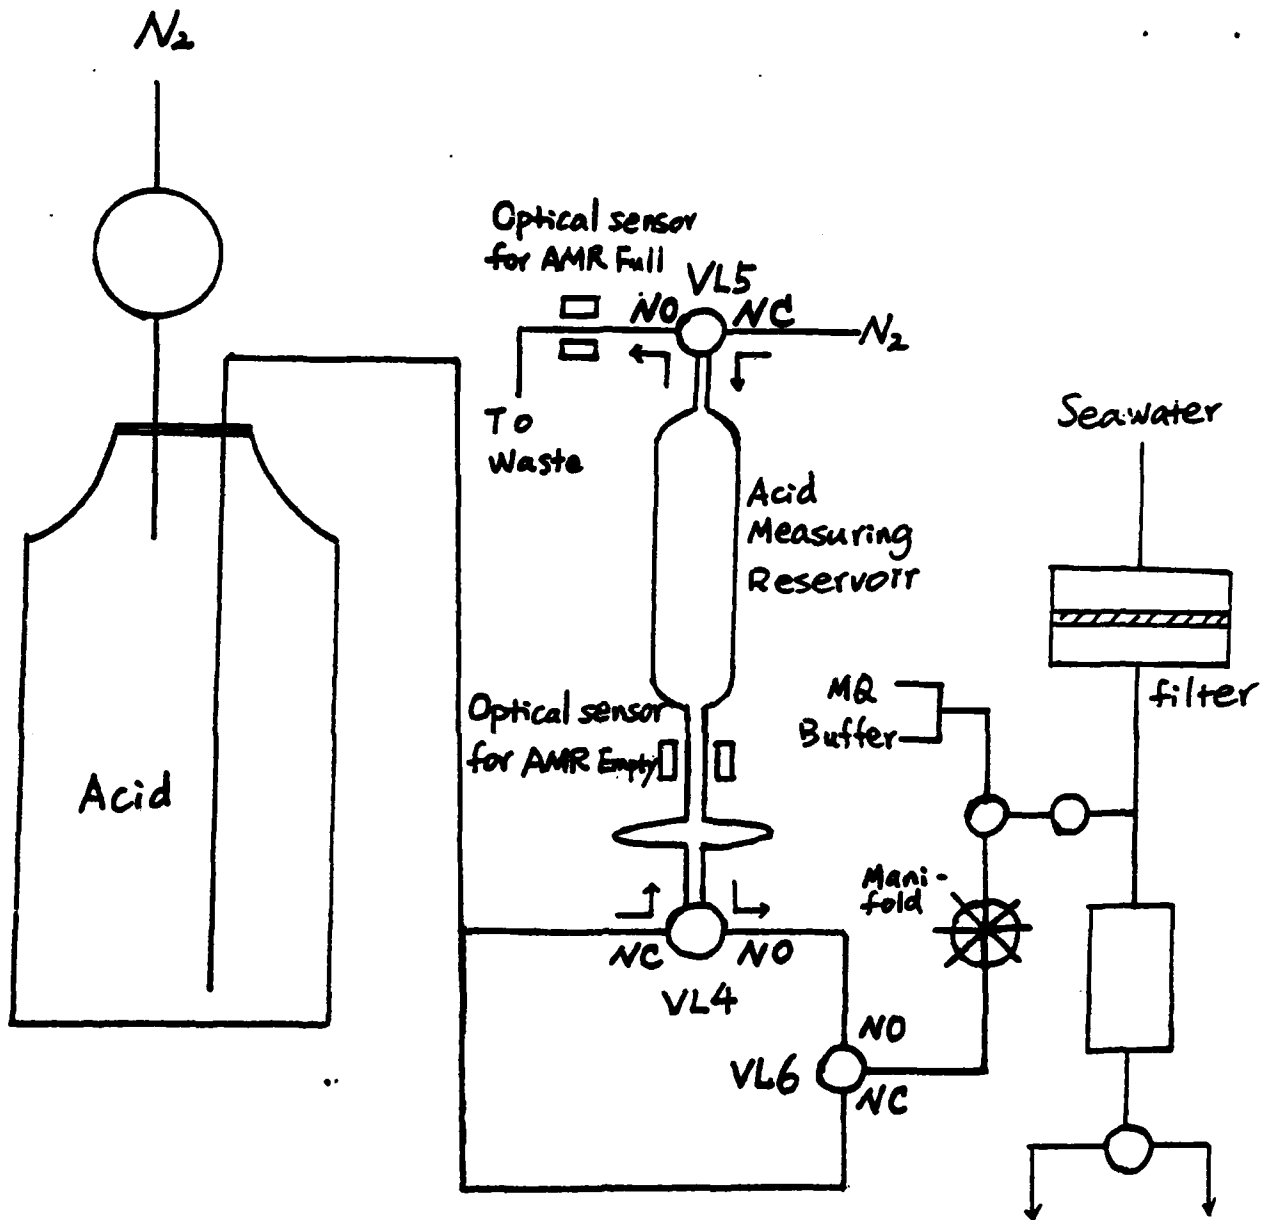 N2
Optical sensor
for AMR Full
VL5
NO
NC
N2
To
Waste
Seawater
Acid
Measuring
Reservoir
filter
MQ
Buffer
Optical sensor
for AMR Empty
Acid
Mani-
fold
NC
NO
VL4
NO
VL6
NC